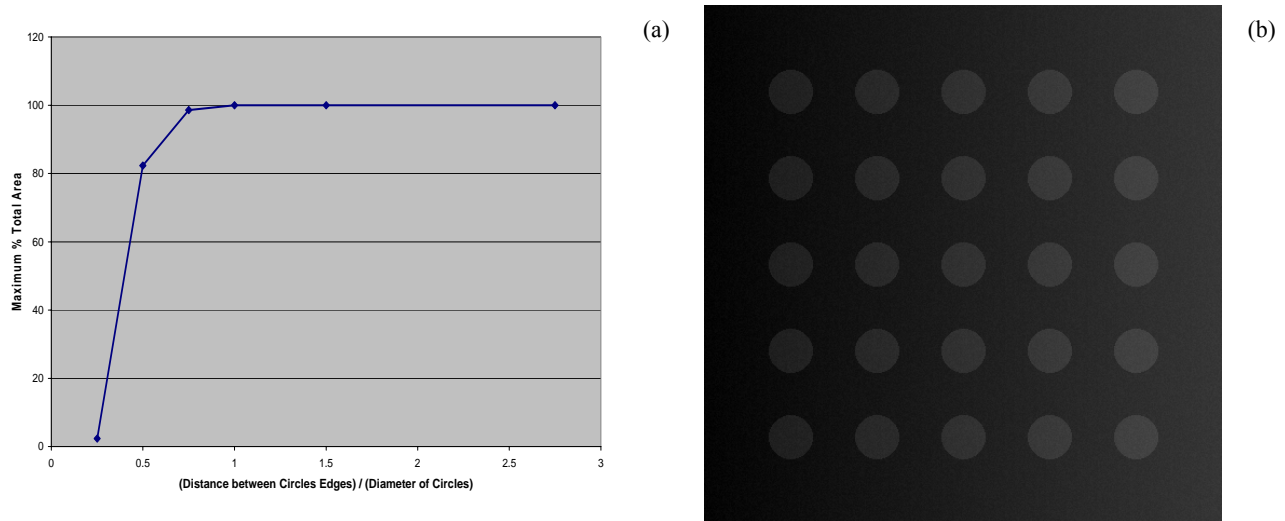 (a)
(b)
120
100
80
60
40
20
0
Maximum % Total Area
0 0.5 1 1.5 2 2.5 3
(Distance between Circles Edges) / (Diameter of Circles)